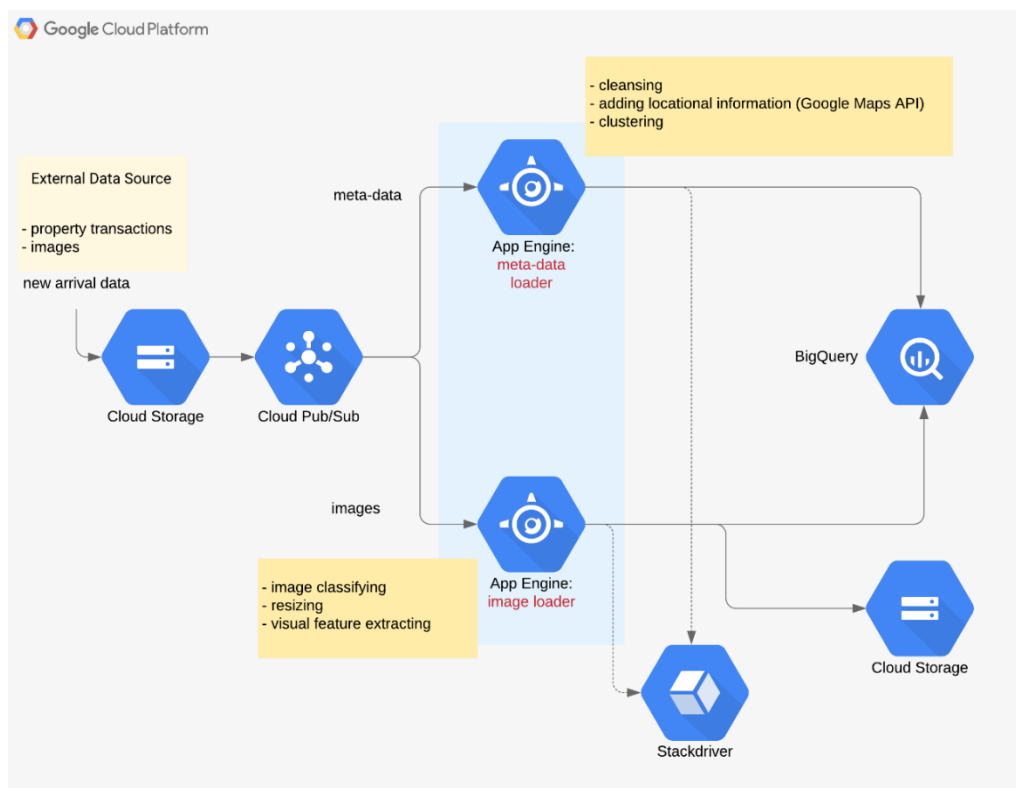 Google Cloud Platform
- cleansing
- adding locational information (Google Maps API)
- clustering
External Data Source
- property transactions
- images
new arrival data
meta-data
App Engine:
meta-data
loader
Cloud Storage
Cloud Pub/Sub
BigQuery
images
- image classifying
- resizing
- visual feature extracting
App Engine:
image loader
Cloud Storage
Stackdriver